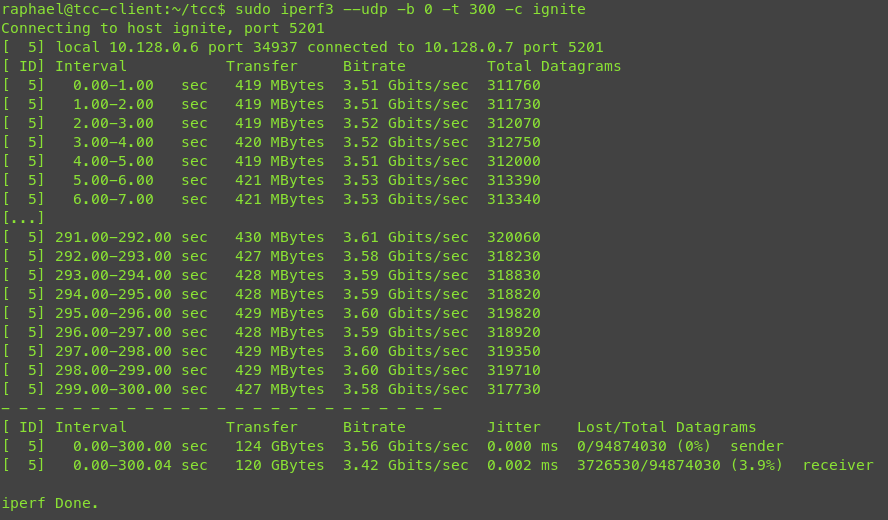 raphael@tcc-client:~/tcc$ sudo iperf3 --udp -b 0 -t 300 -c ignite
Connecting to host ignite, port 5201
[  5] local 10.128.0.6 port 34937 connected to 10.128.0.7 port 5201
[ ID] Interval           Transfer     Bitrate         Total Datagrams
[  5]   0.00-1.00   sec   419 MBytes  3.51 Gbits/sec  311760
[  5]   1.00-2.00   sec   419 MBytes  3.51 Gbits/sec  311730
[  5]   2.00-3.00   sec   419 MBytes  3.52 Gbits/sec  312070
[  5]   3.00-4.00   sec   420 MBytes  3.52 Gbits/sec  312750
[  5]   4.00-5.00   sec   419 MBytes  3.51 Gbits/sec  312000
[  5]   5.00-6.00   sec   421 MBytes  3.53 Gbits/sec  313390
[  5]   6.00-7.00   sec   421 MBytes  3.53 Gbits/sec  313340
[...]
[  5] 291.00-292.00 sec   430 MBytes  3.61 Gbits/sec  320060
[  5] 292.00-293.00 sec   427 MBytes  3.58 Gbits/sec  318230
[  5] 293.00-294.00 sec   428 MBytes  3.59 Gbits/sec  318830
[  5] 294.00-295.00 sec   428 MBytes  3.59 Gbits/sec  318820
[  5] 295.00-296.00 sec   429 MBytes  3.60 Gbits/sec  319820
[  5] 296.00-297.00 sec   428 MBytes  3.59 Gbits/sec  318920
[  5] 297.00-298.00 sec   429 MBytes  3.60 Gbits/sec  319350
[  5] 298.00-299.00 sec   429 MBytes  3.60 Gbits/sec  319710
[  5] 299.00-300.00 sec   427 MBytes  3.58 Gbits/sec  317730
- - - - - - - - - - - - - - - - - - - - - - - - -
[ ID] Interval           Transfer     Bitrate         Jitter    Lost/Total Datagrams
[  5]   0.00-300.00 sec   124 GBytes  3.56 Gbits/sec  0.000 ms  0/94874030 (0%)  sender
[  5]   0.00-300.04 sec   120 GBytes  3.42 Gbits/sec  0.002 ms  3726530/94874030 (3.9%)  receiver
iperf Done.